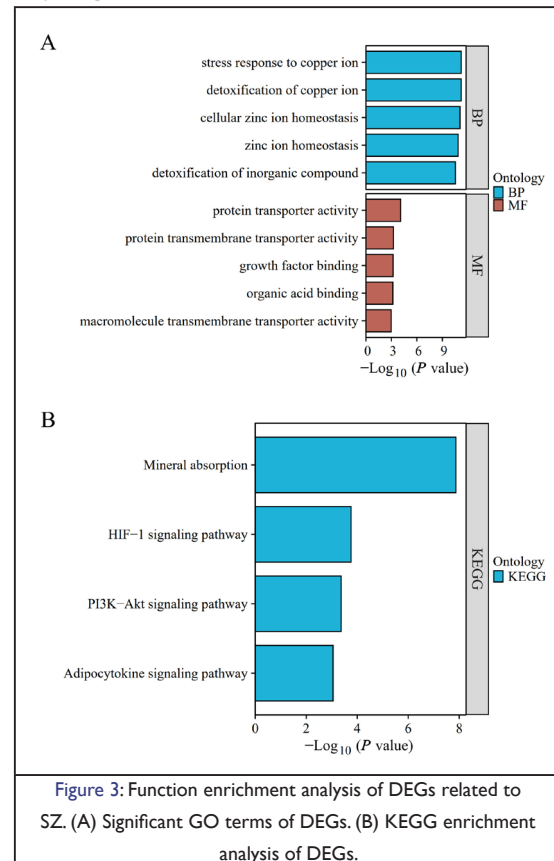 A
stress response to copper ion
detoxification of copper ion
cellular zinc ion homeostasis
zinc ion homeostasis
detoxification of inorganic compound
BP
protein transporter activity
protein transmembrane transporter activity
growth factor binding
organic acid binding
macromolecule transmembrane transporter activity
MF
0 3 6 9
−Log10 (P value)
Ontology
BP
MF
B
Mineral absorption
HIF−1 signaling pathway
PI3K−Akt signaling pathway
Adipocytokine signaling pathway
KEGG
0 2 4 6 8
−Log10 (P value)
Ontology
KEGG
Figure 3: Function enrichment analysis of DEGs related to
SZ. (A) Significant GO terms of DEGs. (B) KEGG enrichment
analysis of DEGs.